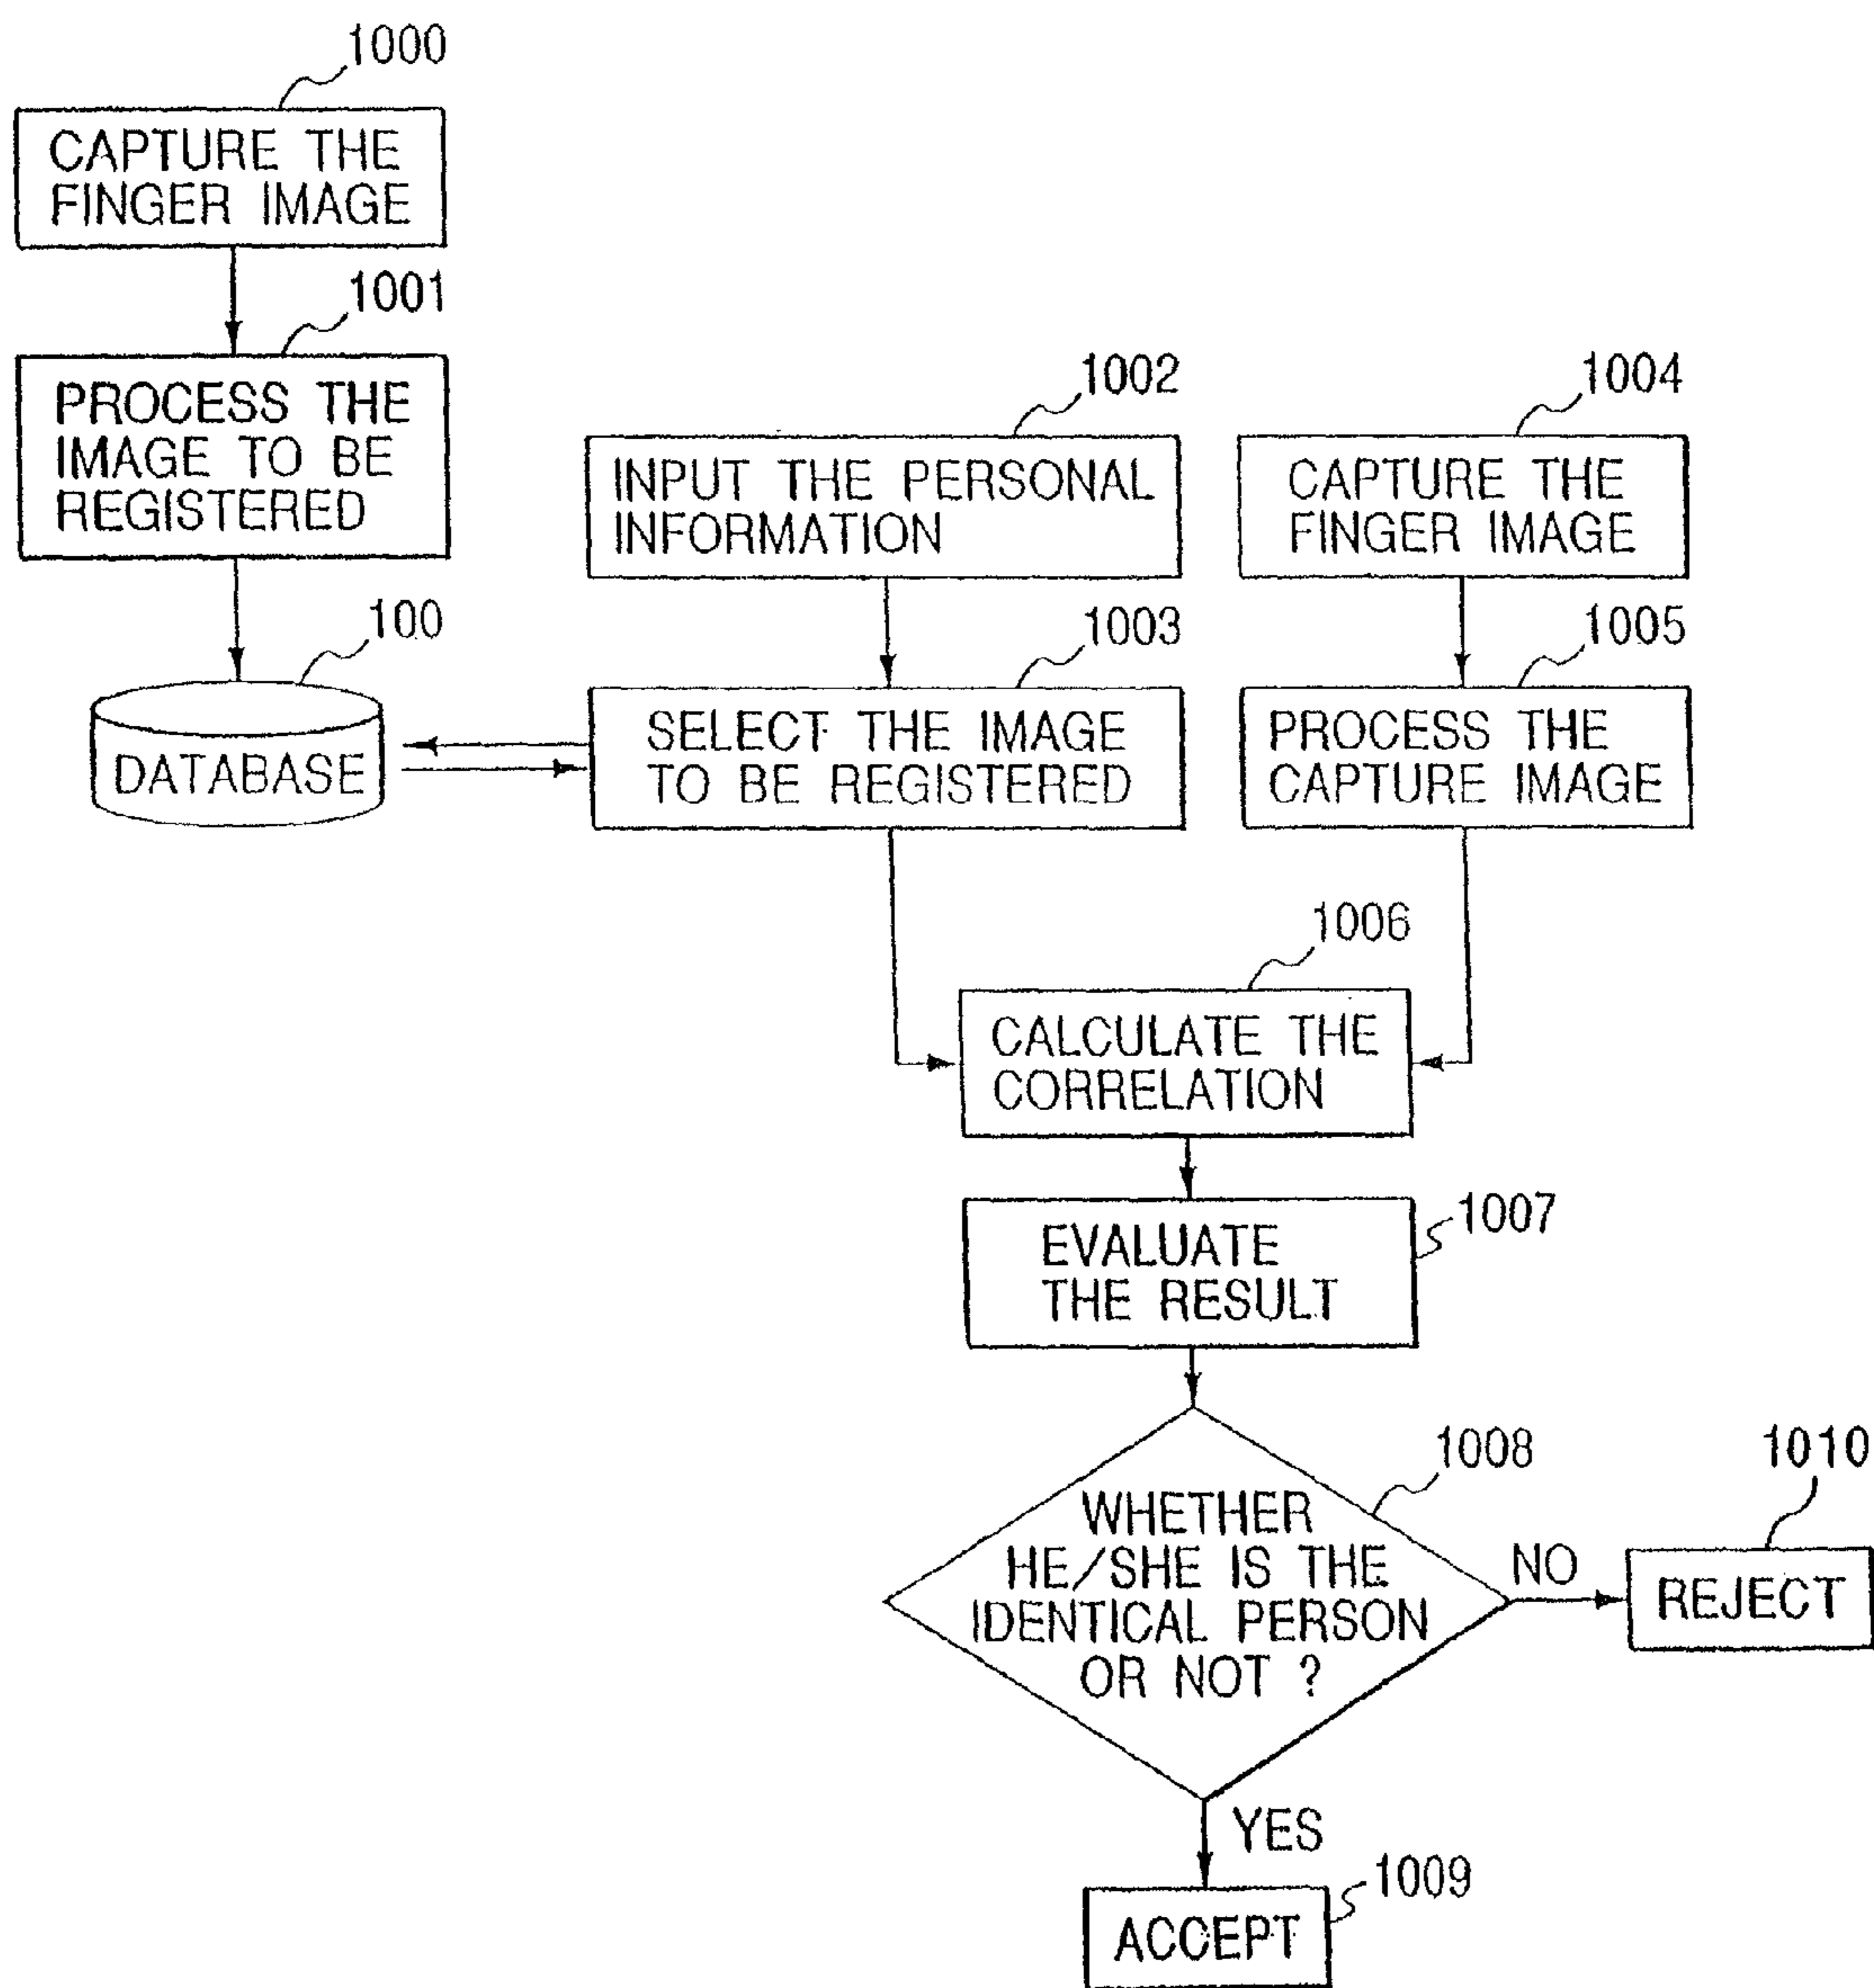 1000
CAPTURE THE
FINGER IMAGE
1001
PROCESS THE
IMAGE TO BE
REGISTERED
100
DATABASE
1002
INPUT THE PERSONAL
INFORMATION
1003
SELECT THE IMAGE
TO BE REGISTERED
1004
CAPTURE THE
FINGER IMAGE
1005
PROCESS THE
CAPTURE IMAGE
1006
CALCULATE THE
CORRELATION
1007
EVALUATE
THE RESULT
1008
WHETHER
HE/SHE IS THE
IDENTICAL PERSON
OR NOT ?
NO
1010
REJECT
YES
1009
ACCEPT